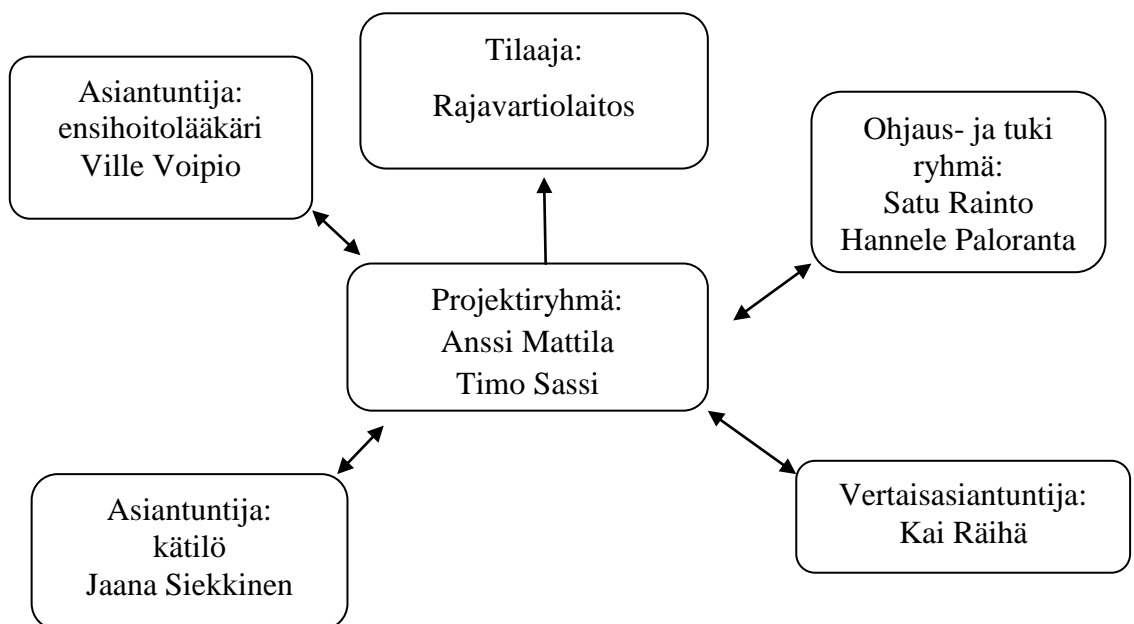 Tilaaja:
Rajavartiolaitos
Asiantuntija:
ensihoitolääkäri
Ville Voipio
Ohjaus- ja tuki
ryhmä:
Satu Rainto
Hannele Paloranta
Projektiryhmä:
Anssi Mattila
Timo Sassi
Asiantuntija:
kätilö
Jaana Siekkinen
Vertaisasiantuntija:
Kai Räihä